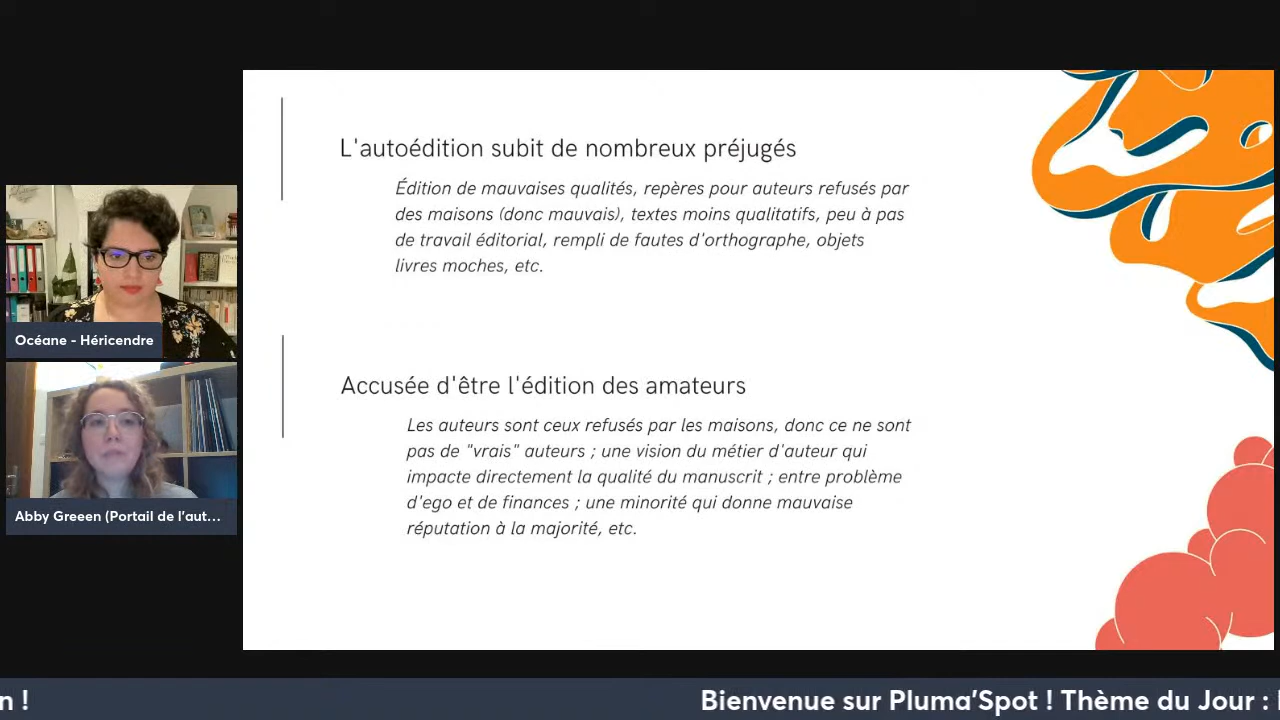 L'autoédition subit de nombreux préjugés
Édition de mauvaises qualités, repères pour auteurs refusés par
des maisons (donc mauvais), textes moins qualitatifs, peu à pas
de travail éditorial, rempli de fautes d'orthographe, objets
livres moches, etc.
Accusée d'être l'édition des amateurs
Les auteurs sont ceux refusés par les maisons, donc ce ne sont
pas de "vrais" auteurs ; une vision du métier d'auteur qui
impacte directement la qualité du manuscrit ; entre problème
d'ego et de finances ; une minorité qui donne mauvaise
réputation à la majorité, etc.
Océane - Héricendre
Abby Greeen (Portail de l'aut...
n !
Bienvenue sur Pluma'Spot ! Thème du Jour :